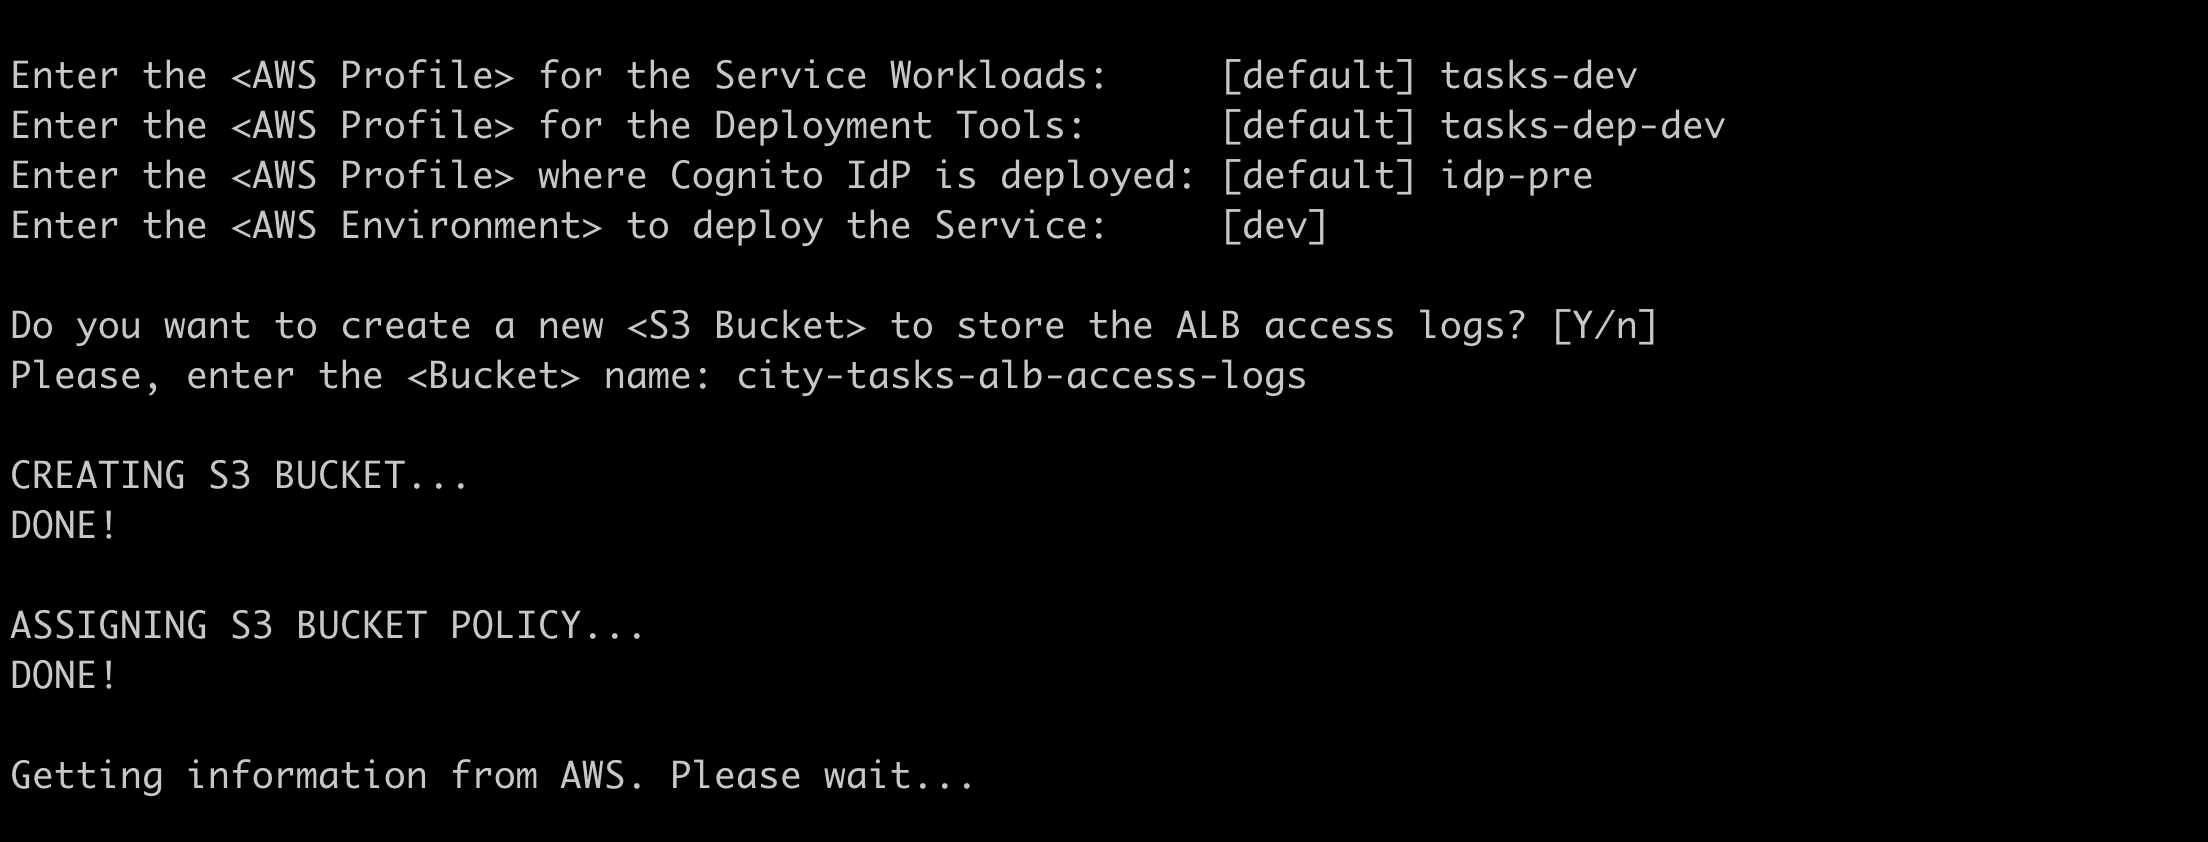 Enter the <AWS Profile> for the Service Workloads:     [default] tasks-dev
Enter the <AWS Profile> for the Deployment Tools:      [default] tasks-dep-dev
Enter the <AWS Profile> where Cognito IdP is deployed: [default] idp-pre
Enter the <AWS Environment> to deploy the Service:     [dev]
Do you want to create a new <S3 Bucket> to store the ALB access logs? [Y/n]
Please, enter the <Bucket> name: city-tasks-alb-access-logs
CREATING S3 BUCKET...
DONE!
ASSIGNING S3 BUCKET POLICY...
DONE!
Getting information from AWS. Please wait...